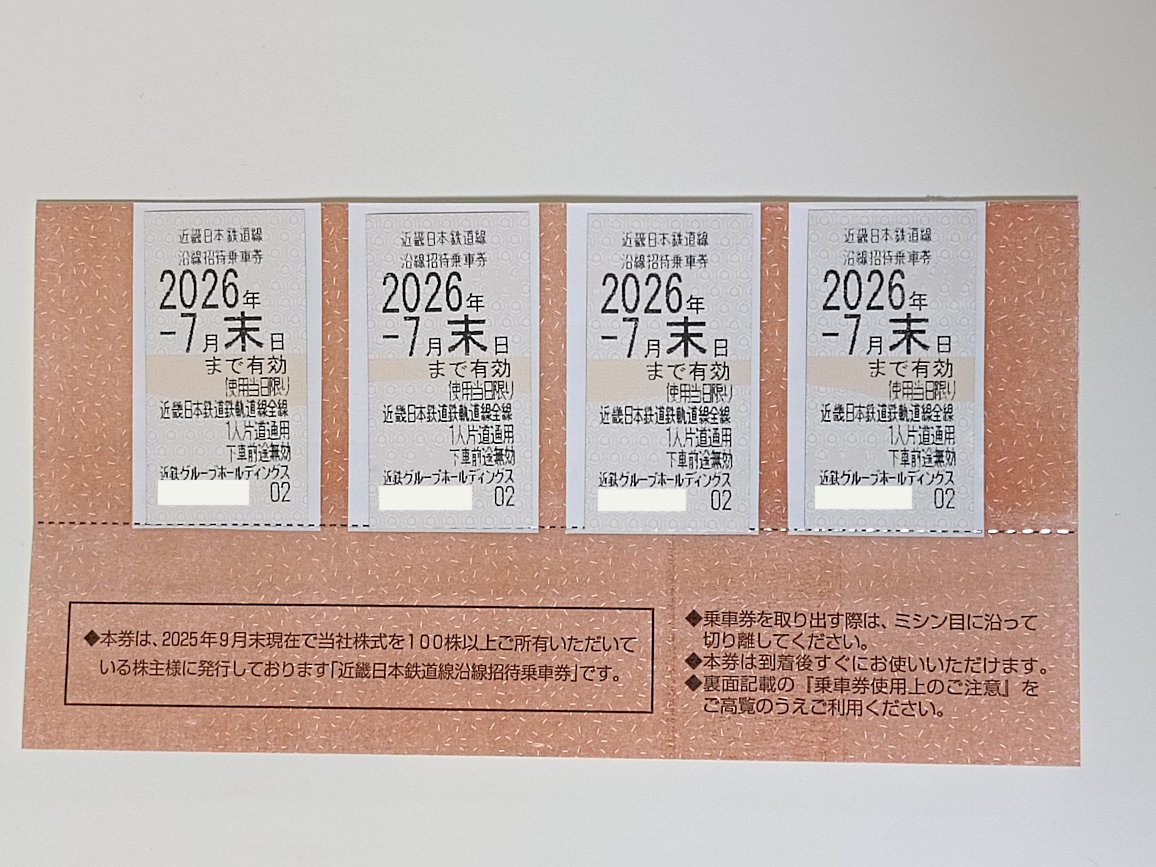 近畿日本鉄道線
沿線招待乗車券
2026年
-7月末日
まで有効
(使用当日限り)
近畿日本鉄道鉄軌道線全線
1人片道通用
下車前途無効
近鉄グループホールディングス
02
近畿日本鉄道線
沿線招待乗車券
2026年
-7月末日
まで有効
(使用当日限り)
近畿日本鉄道鉄軌道線全線
1人片道通用
下車前途無効
近鉄グループホールディングス
02
近畿日本鉄道線
沿線招待乗車券
2026年
-7月末日
まで有効
(使用当日限り)
近畿日本鉄道鉄軌道線全線
1人片道通用
下車前途無効
近鉄グループホールディングス
02
近畿日本鉄道線
沿線招待乗車券
2026年
-7月末日
まで有効
(使用当日限り)
近畿日本鉄道鉄軌道線全線
1人片道通用
下車前途無効
近鉄グループホールディングス
02
◆本券は、2025年9月末現在で当社株式を100株以上ご所有いただいて
いる株主様に発行しております「近畿日本鉄道線沿線招待乗車券」です。
◆乗車券を取り出す際は、ミシン目に沿って
切り離してください。
◆本券は到着後すぐにお使いいただけます。
◆裏面記載の『乗車券使用上のご注意』を
ご高覧のうえご利用ください。